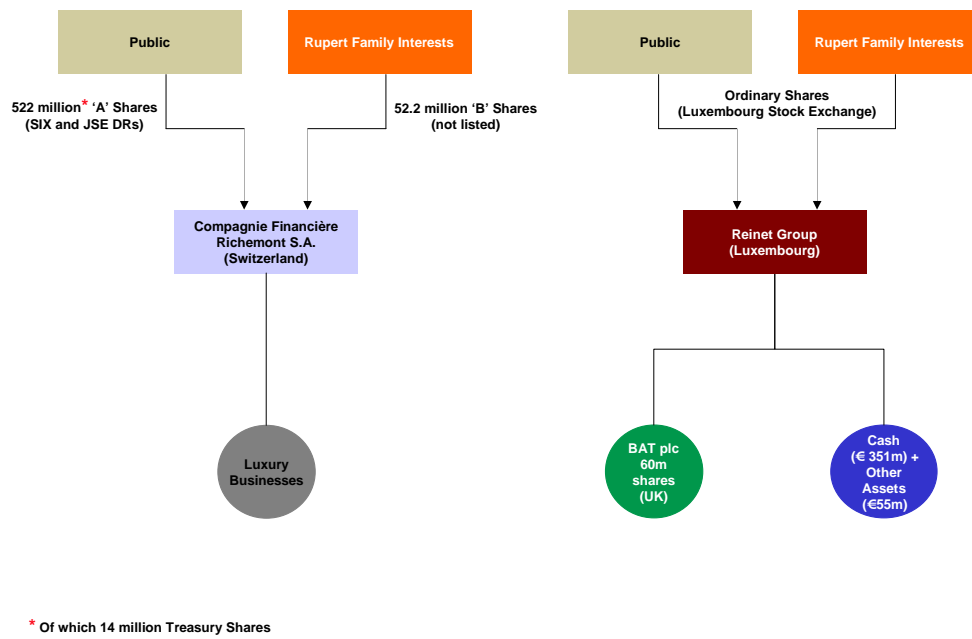 Public
Rupert Family Interests
Public
Rupert Family Interests
522 million* ‘A’ Shares
(SIX and JSE DRs)
52.2 million ‘B’ Shares
(not listed)
Ordinary Shares
(Luxembourg Stock Exchange)
Compagnie Financière
Richemont S.A.
(Switzerland)
Reinet Group
(Luxembourg)
Luxury
Businesses
BAT plc
60m
shares
(UK)
Cash
(€ 351m) +
Other
Assets
(€55m)
* Of which 14 million Treasury Shares